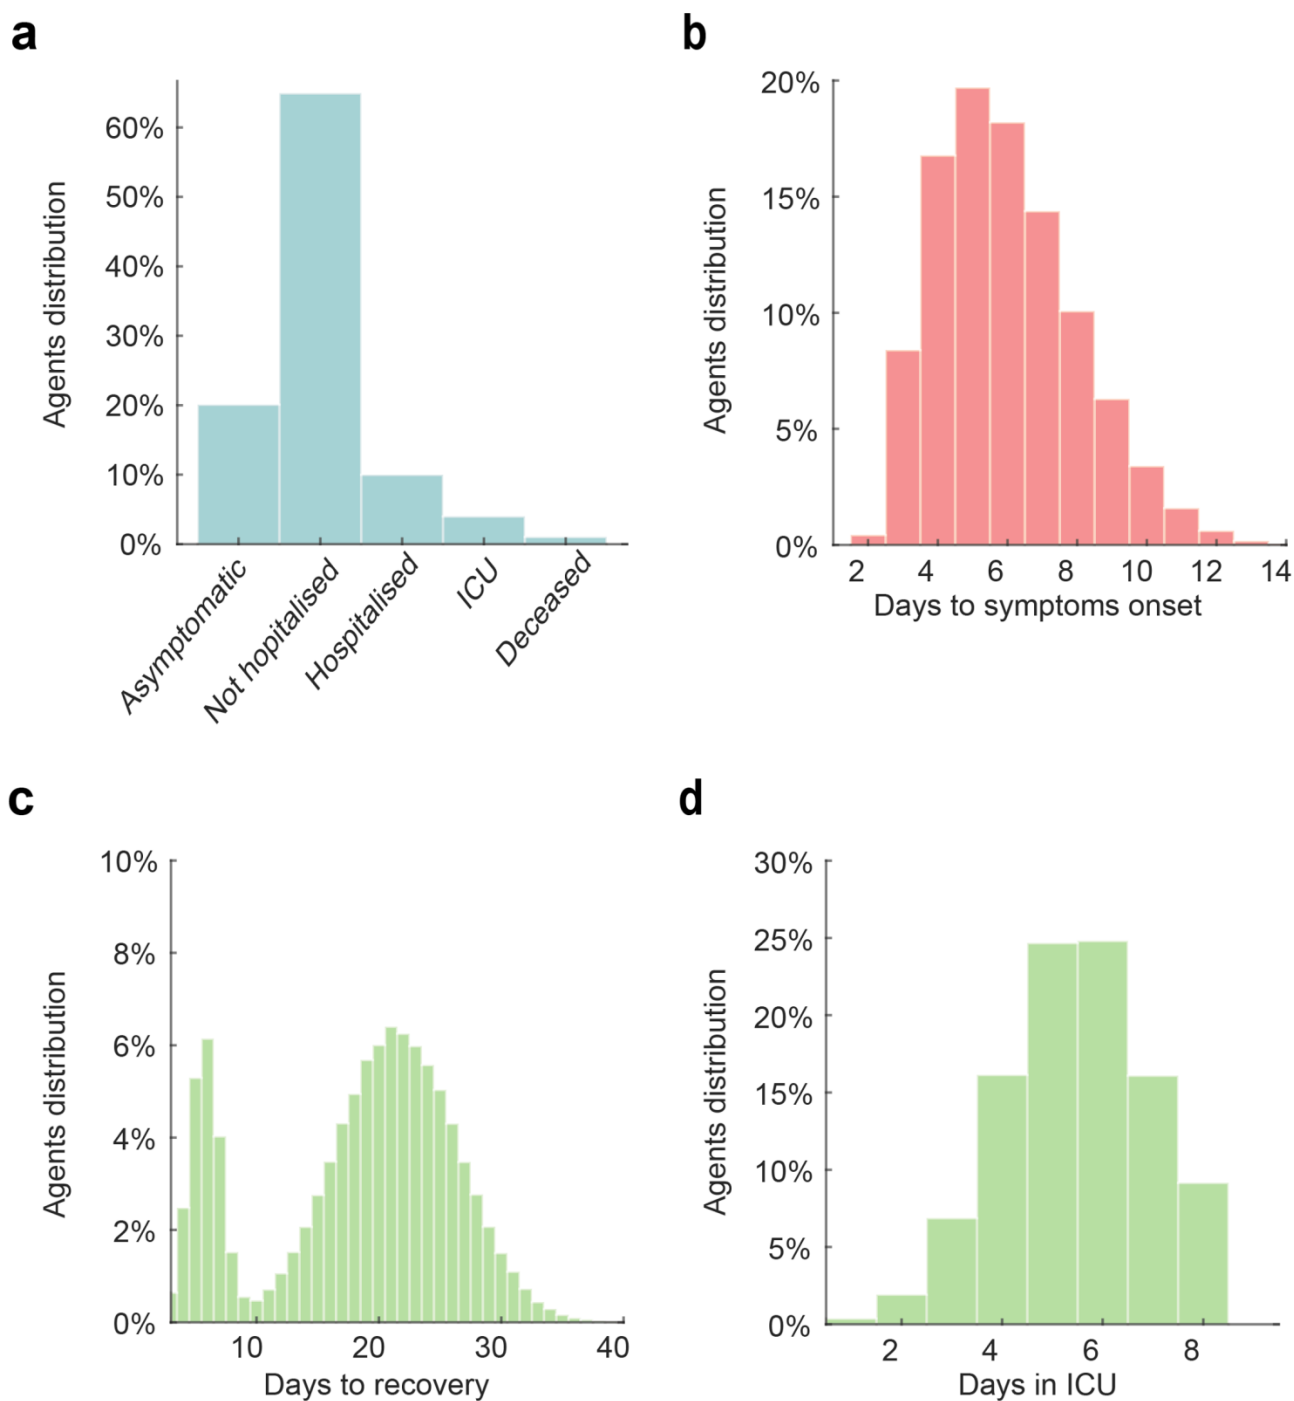 a
60%
50%
40%
30%
20%
10%
0%
Agents distribution
Asymptomatic
Not hopitalised
Hospitalised
ICU
Deceased
b
20%
15%
10%
5%
0%
Agents distribution
2 4 6 8 10 12 14
Days to symptoms onset
c
10%
8%
6%
4%
2%
0%
Agents distribution
10 20 30 40
Days to recovery
d
30%
25%
20%
15%
10%
5%
0%
Agents distribution
2 4 6 8
Days in ICU